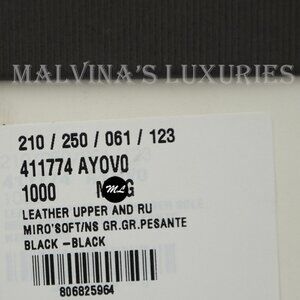 MALVINA'S LUXURIES
210 / 250 / 061 / 123
411774 AYOV0
1000
ML
LEATHER UPPER AND RU
MIRO'SOFT/NS GR.GR.PESANTE
BLACK -BLACK
806825964